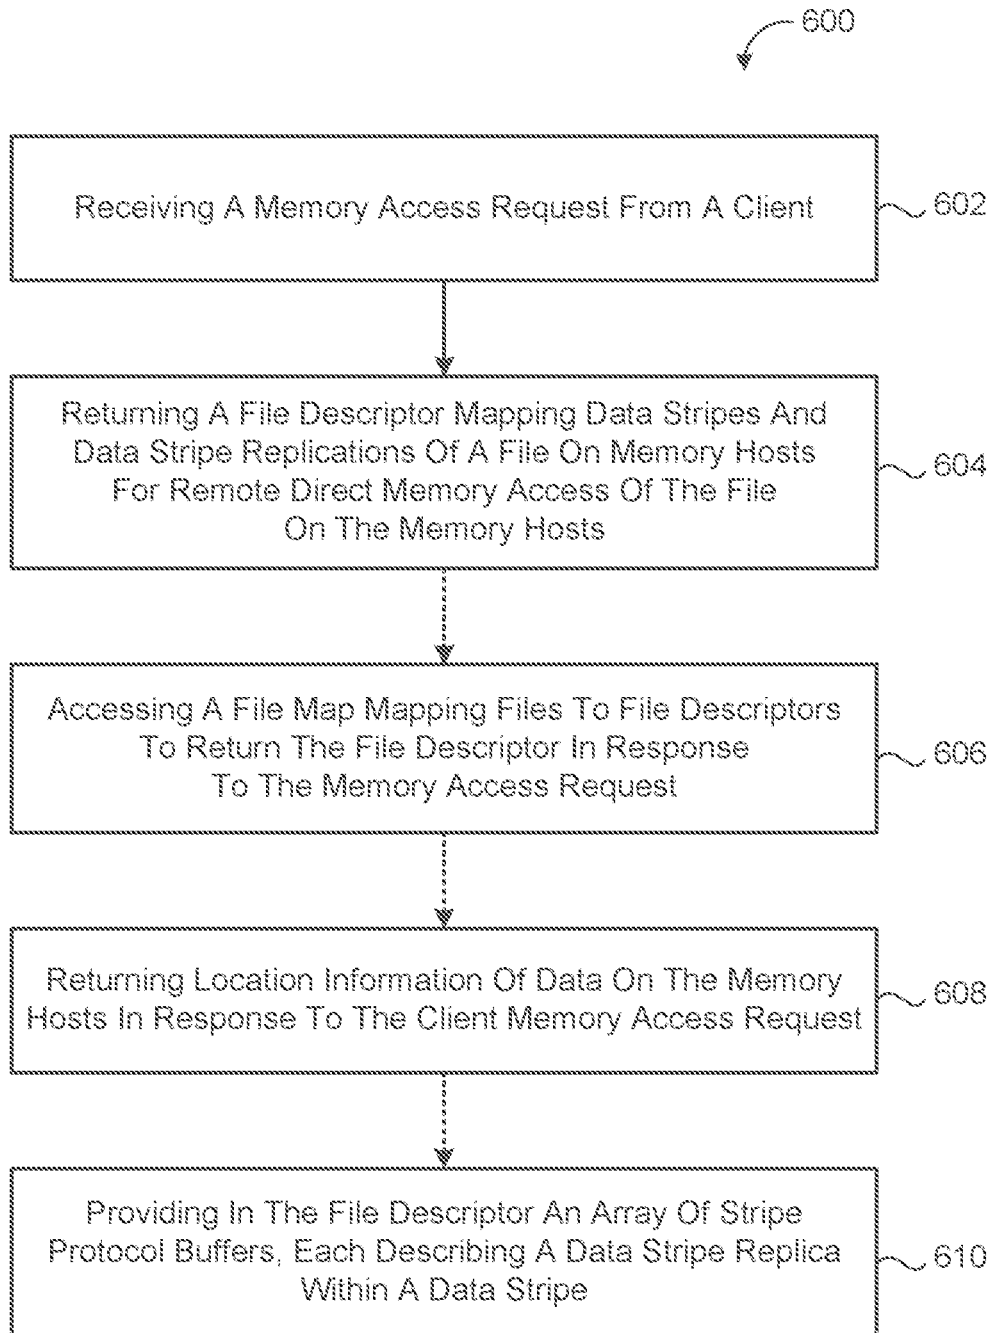 600
Receiving A Memory Access Request From A Client
602
Returning A File Descriptor Mapping Data Stripes And
Data Stripe Replications Of A File On Memory Hosts
For Remote Direct Memory Access Of The File
On The Memory Hosts
604
Accessing A File Map Mapping Files To File Descriptors
To Return The File Descriptor In Response
To The Memory Access Request
606
Returning Location Information Of Data On The Memory
Hosts In Response To The Client Memory Access Request
608
Providing In The File Descriptor An Array Of Stripe
Protocol Buffers, Each Describing A Data Stripe Replica
Within A Data Stripe
610